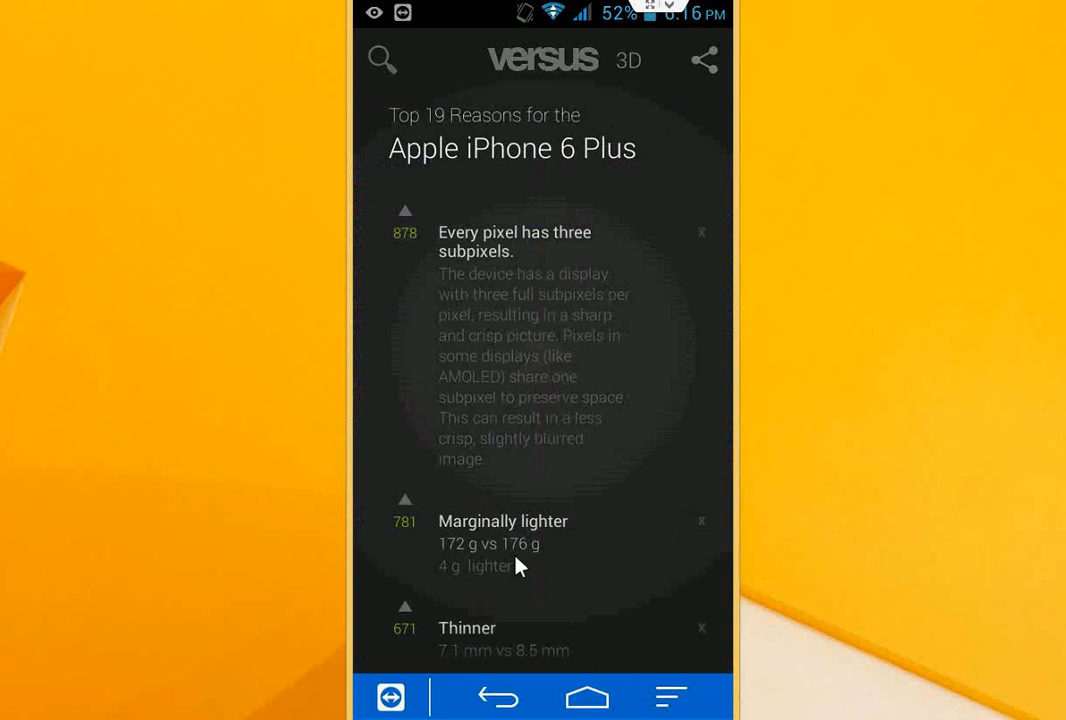 52% 6:16 PM
versus 3D
Top 19 Reasons for the
Apple iPhone 6 Plus
878
Every pixel has three
subpixels.
x
The device has a display
with three full subpixels per
pixel, resulting in a sharp
and crisp picture. Pixels in
some displays (like
AMOLED) share one
subpixel to preserve space.
This can result in a less
crisp, slightly blurred
image.
781
Marginally lighter
x
172 g vs 176 g
4 g lighter
671
Thinner
x
7.1 mm vs 8.5 mm